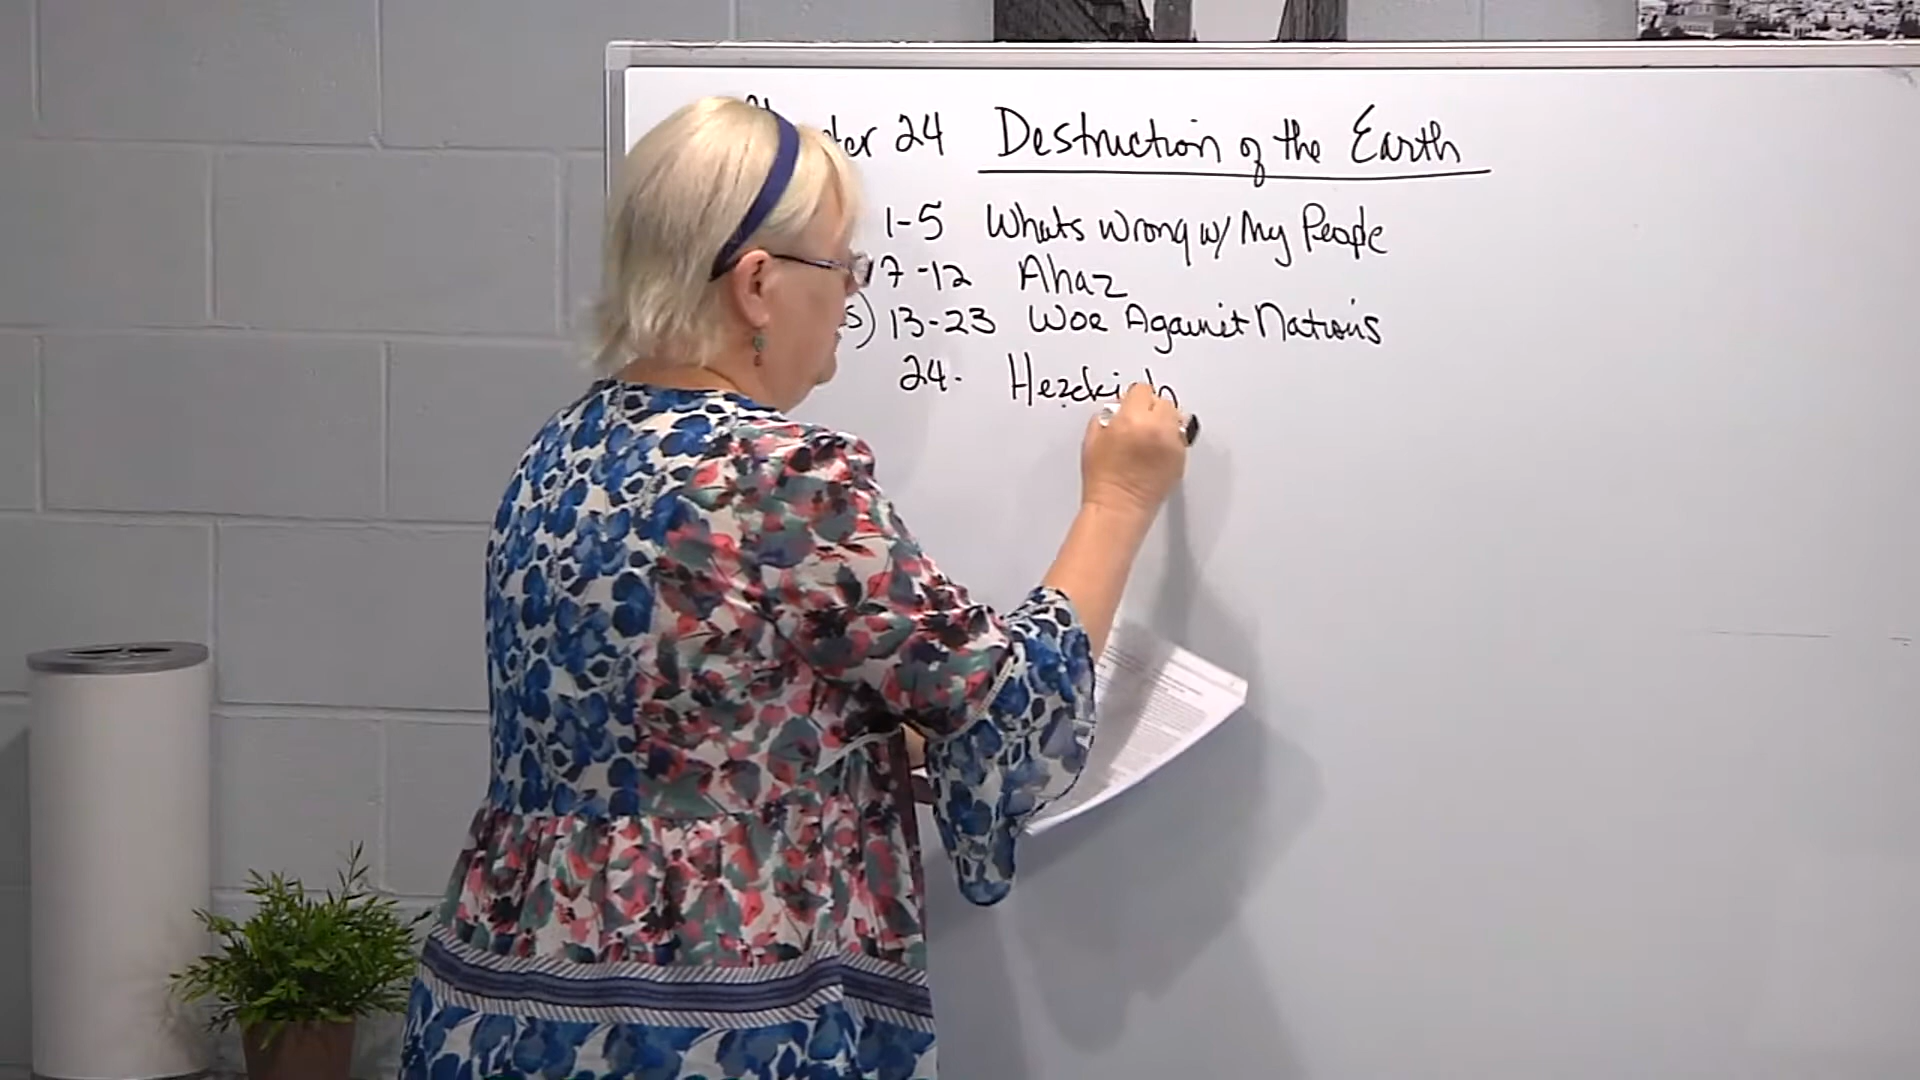 24 Destruction of the Earth
1-5 Whats Wrong w/ My People
7-12 Ahaz
13-23 Woe Against Nations
24- Hezekiah